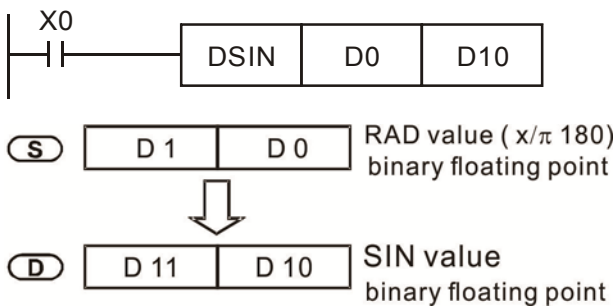 X0
DSIN D0 D10
S D 1 D 0 RAD value ( x/π 180)
binary floating point
D D 11 D 10 SIN value
binary floating point